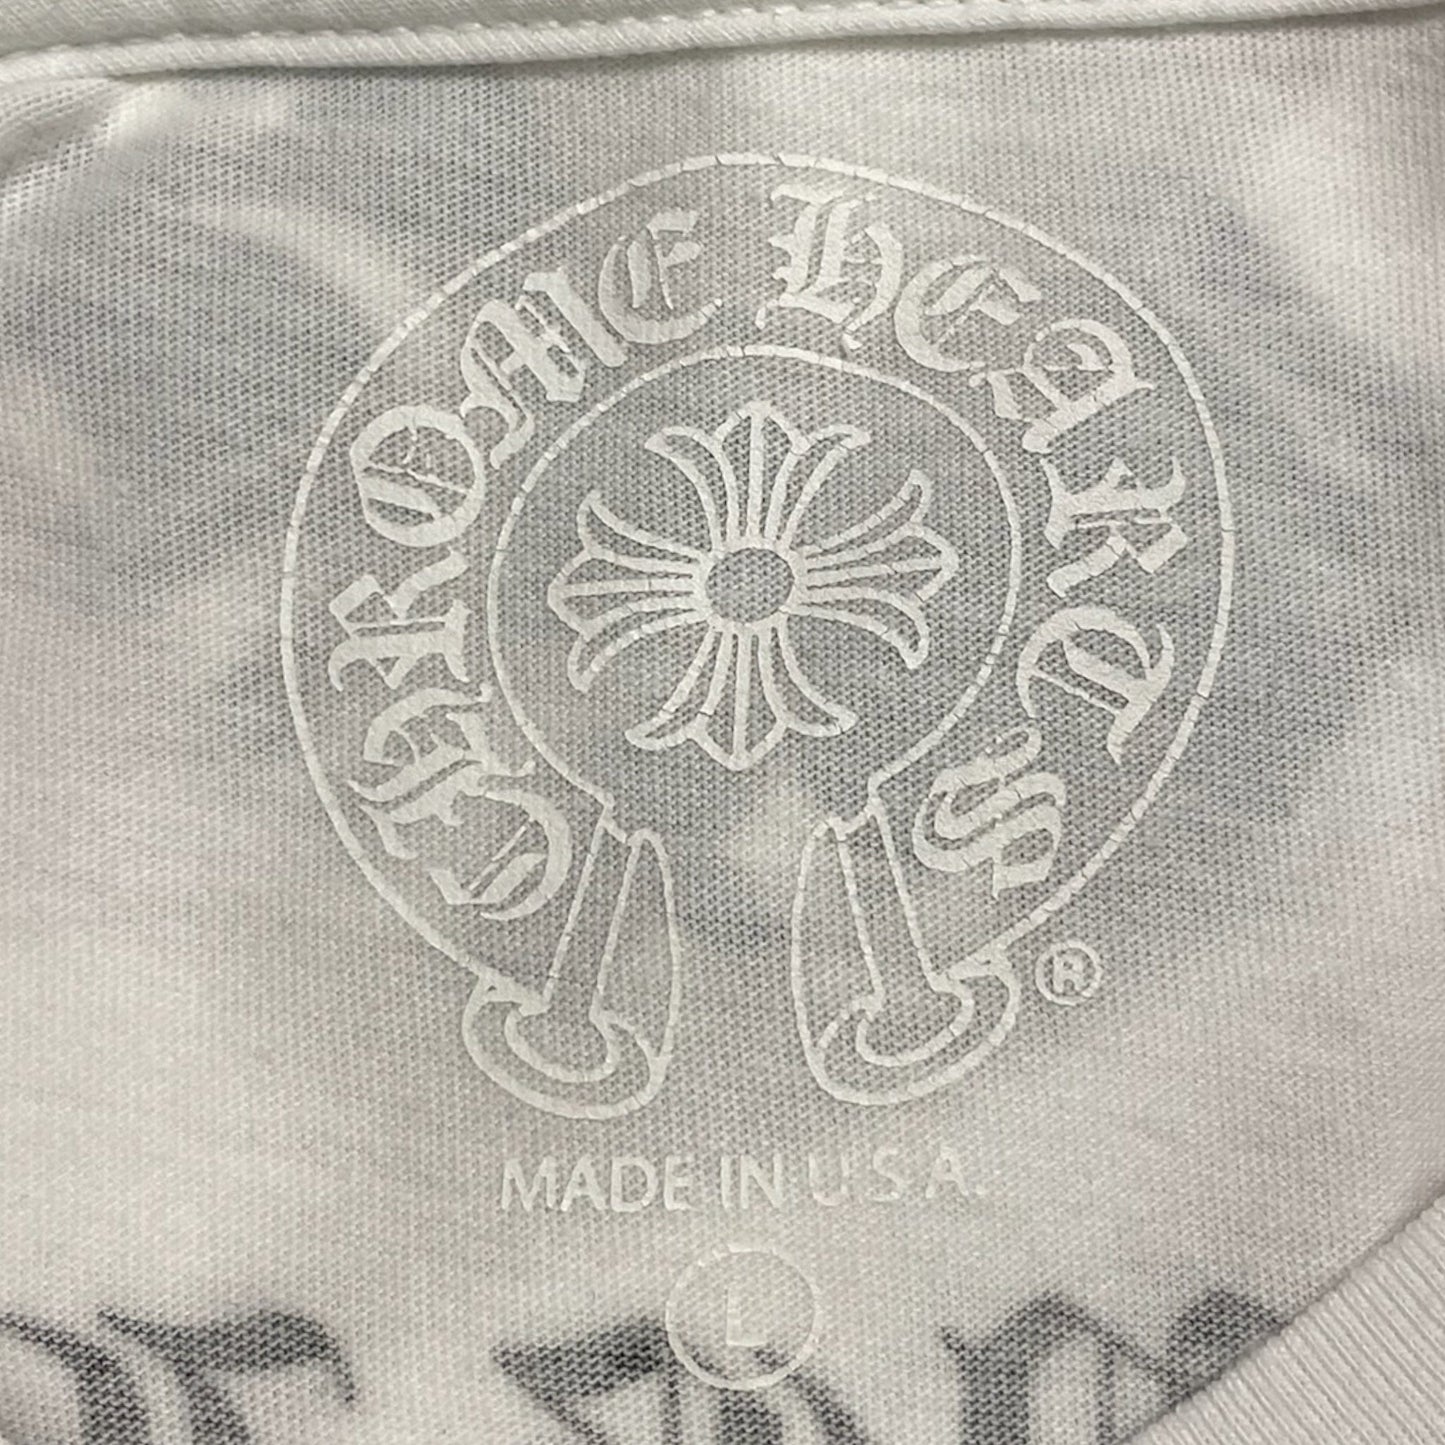 CHROME HEARTS
®
MADE IN U.S.A.
L